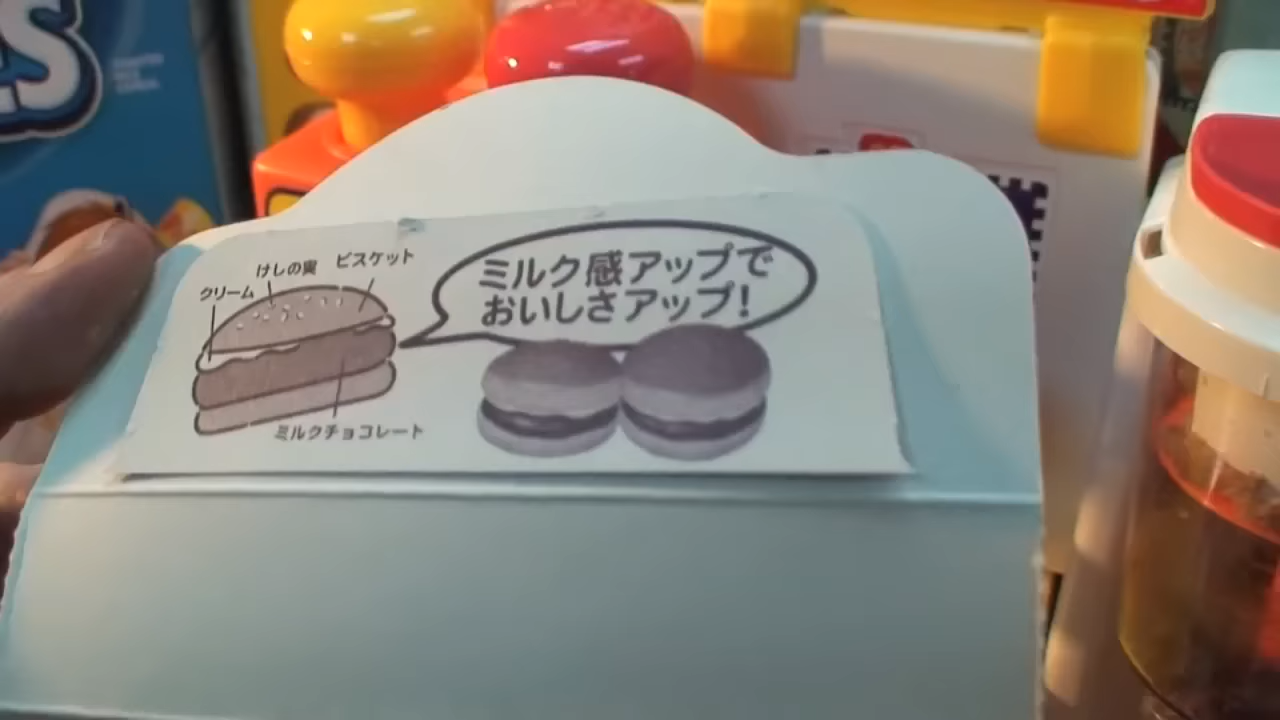 けしの実
ビスケット
クリーム
ミルク感アップで
おいしさアップ!
ミルクチョコレート